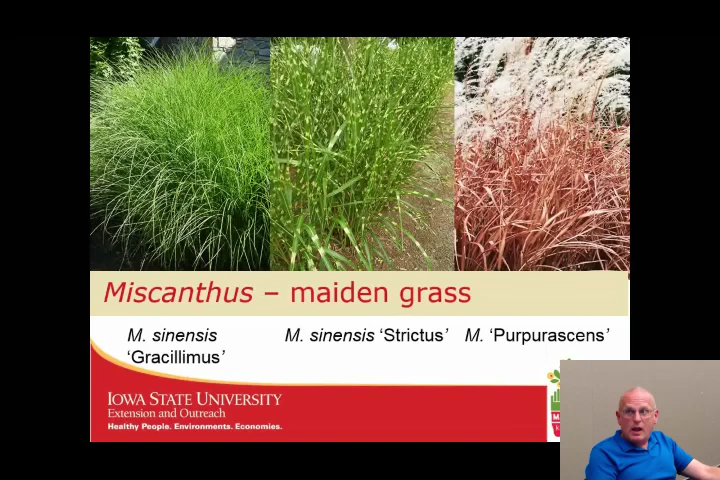 Miscanthus – maiden grass
M. sinensis ‘Gracillimus’
M. sinensis ‘Strictus’
M. ‘Purpurascens’
IOWA STATE UNIVERSITY
Extension and Outreach
Healthy People. Environments. Economies.